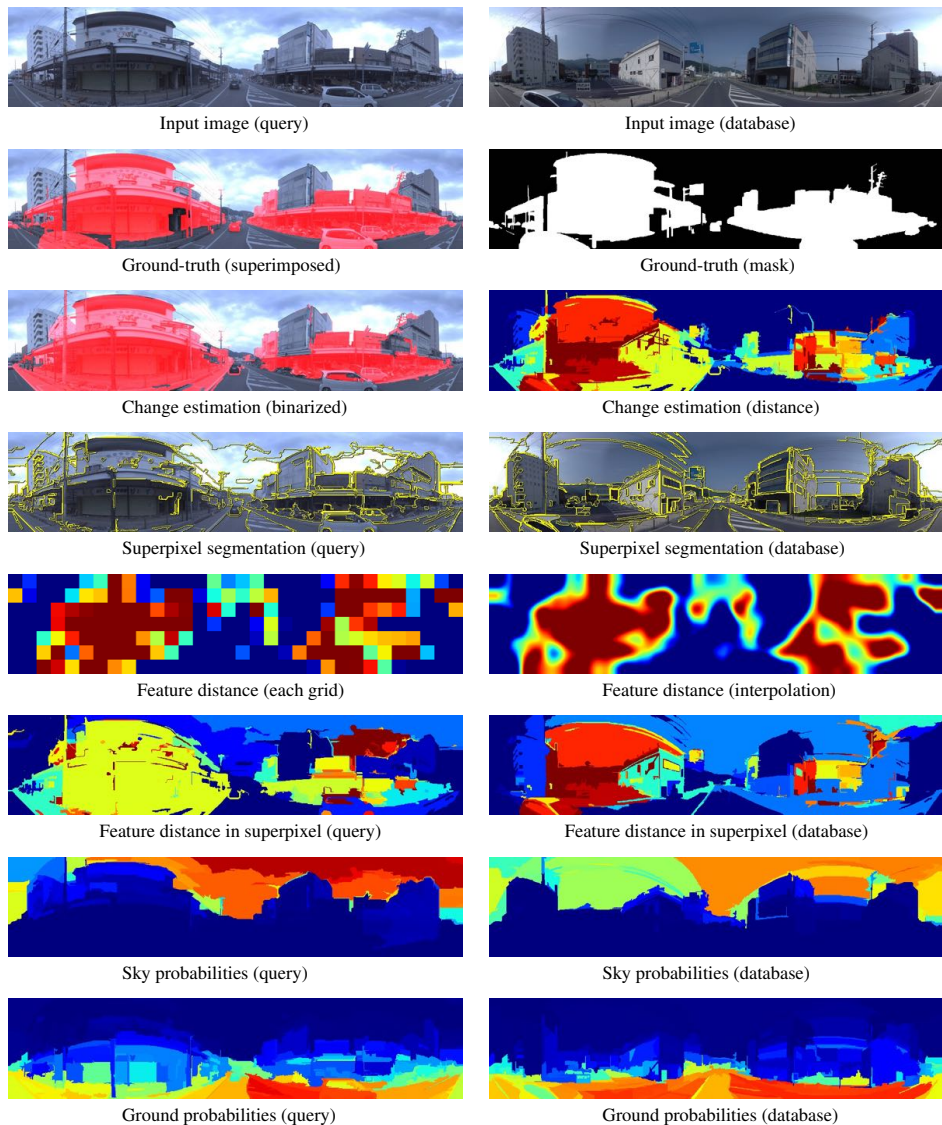 Input image (query)
Input image (database)
Ground-truth (superimposed)
Ground-truth (mask)
Change estimation (binarized)
Change estimation (distance)
Superpixel segmentation (query)
Superpixel segmentation (database)
Feature distance (each grid)
Feature distance (interpolation)
Feature distance in superpixel (query)
Feature distance in superpixel (database)
Sky probabilities (query)
Sky probabilities (database)
Ground probabilities (query)
Ground probabilities (database)